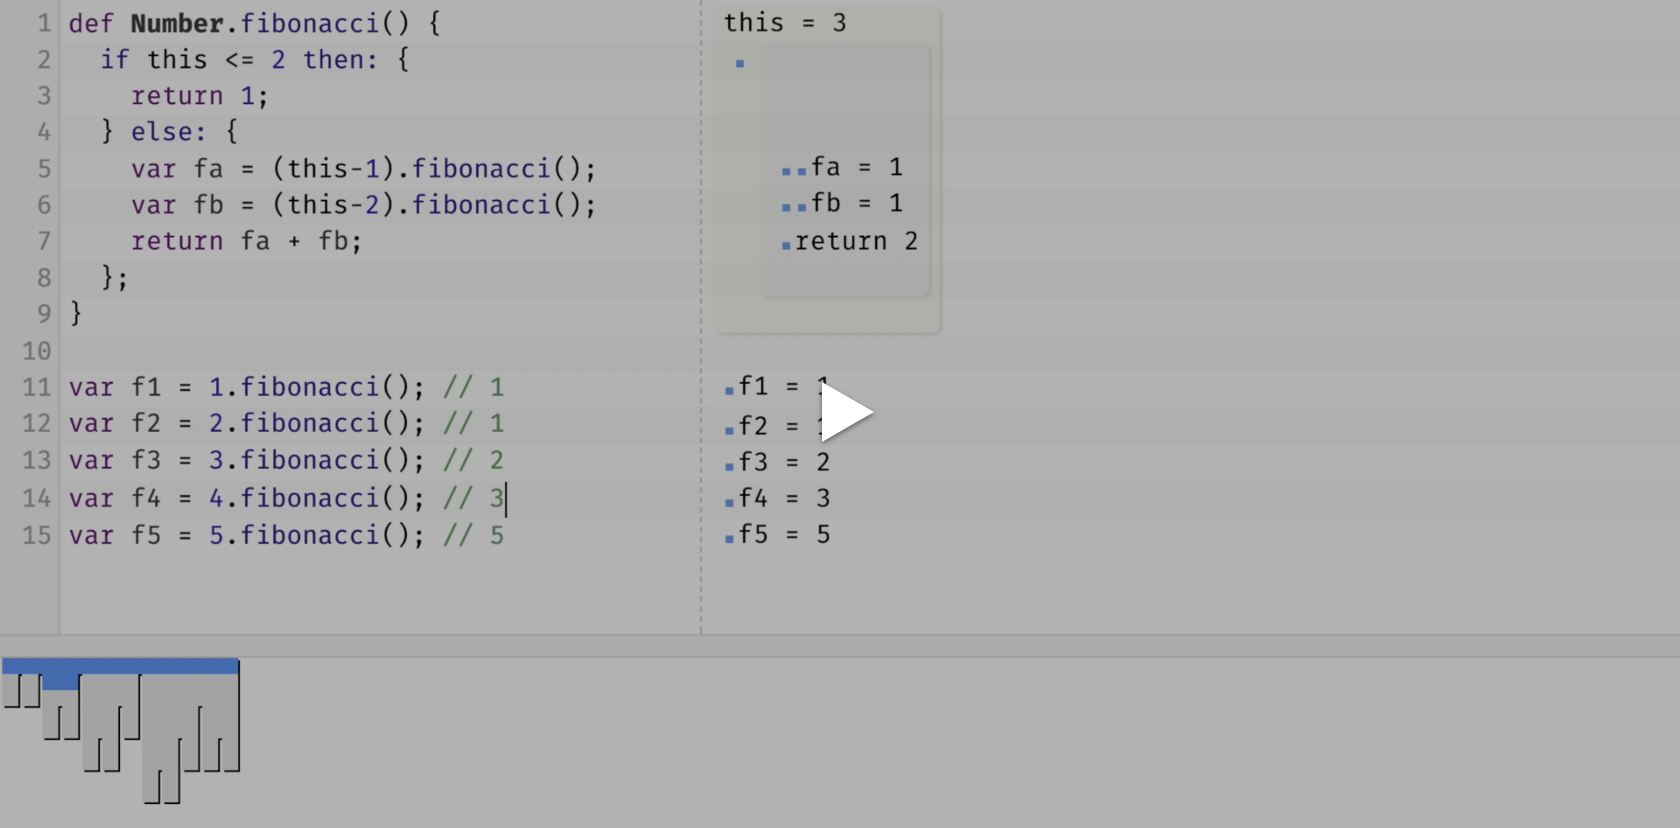 1 def Number.fibonacci() {
2 if this <= 2 then: {
3 return 1;
4 } else: {
5 var fa = (this-1).fibonacci();
6 var fb = (this-2).fibonacci();
7 return fa + fb;
8 };
9 }
10
11 var f1 = 1.fibonacci(); // 1
12 var f2 = 2.fibonacci(); // 1
13 var f3 = 3.fibonacci(); // 2
14 var f4 = 4.fibonacci(); // 3
15 var f5 = 5.fibonacci(); // 5
this = 3
fa = 1
fb = 1
return 2
f1 = 1
f2 = 1
f3 = 2
f4 = 3
f5 = 5